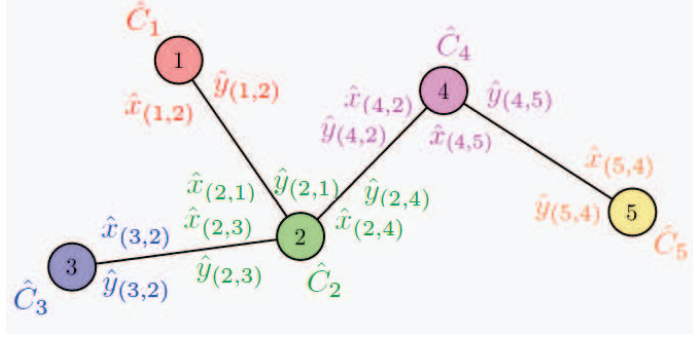 Ĉ₁
1
x̂₍₁,₂₎ ŷ₍₁,₂₎
Ĉ₄
4
x̂₍₄,₂₎ ŷ₍₄,₅₎
ŷ₍₄,₂₎ x̂₍₄,₅₎
x̂₍₅,₄₎
ŷ₍₅,₄₎ 5
Ĉ₅
x̂₍₂,₁₎ ŷ₍₂,₁₎ ŷ₍₂,₄₎
x̂₍₂,₃₎ 2 x̂₍₂,₄₎
ŷ₍₂,₃₎ Ĉ₂
x̂₍₃,₂₎
3 ŷ₍₃,₂₎
Ĉ₃